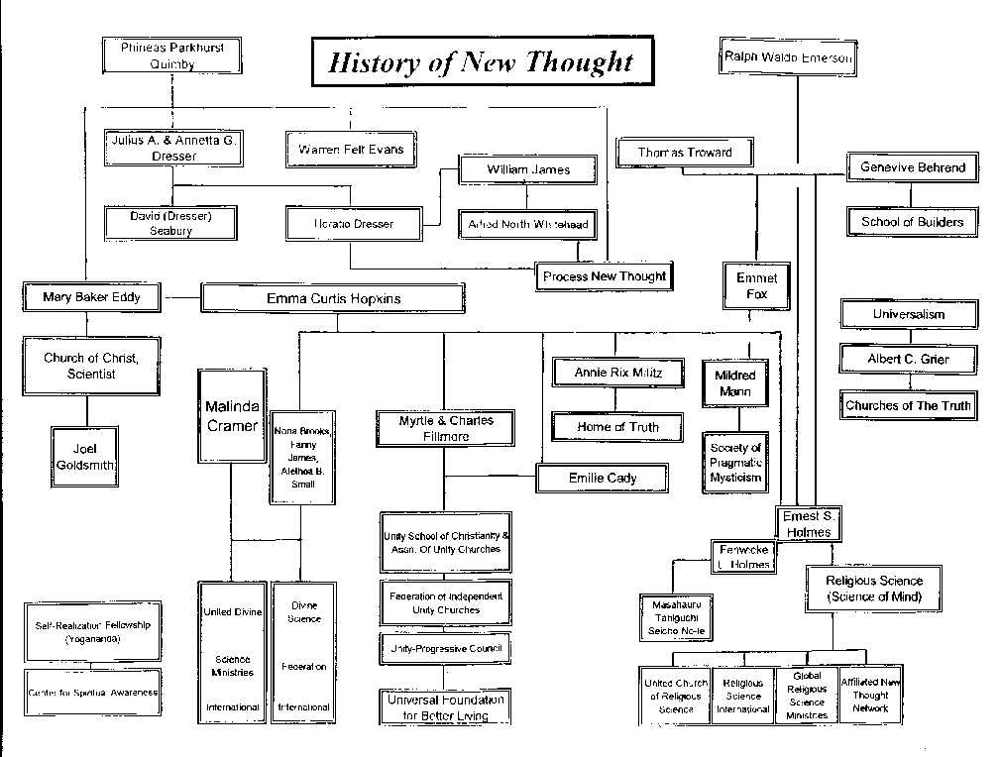 Phineas Parkhurst
Quimby
History of New Thought
Ralph Waldo Emerson
Julius A. & Annetta G.
Dresser
Warren Felt Evans
Thomas Troward
William James
Genevive Behrend
David (Dresser)
Seabury
Horatio Dresser
Alfred North Whitehead
School of Builders
Process New Thought
Emmet
Fox
Mary Baker Eddy
Emma Curtis Hopkins
Universalism
Church of Christ,
Scientist
Annie Rix Militz
Mildred
Mann
Albert C. Grier
Malinda
Cramer
Nona Brooks,
Fanny
James,
Alethea B.
Small
Myrtle & Charles
Fillmore
Home of Truth
Churches of The Truth
Joel
Goldsmith
Society of
Pragmatic
Mysticism
Emilie Cady
Unity School of Christianity &
Assn. Of Unity Churches
Ernest S.
Holmes
Fenwicke
L. Holmes
Religious Science
(Science of Mind)
Federation of Independent
Unity Churches
Masahauru
Taniguchi
Seicho No-Ie
Self-Realization Fellowship
(Yogananda)
United Divine
Science
Ministries
International
Divine
Science
Federation
International
Unity-Progressive Council
Center for Spiritual Awareness
Universal Foundation
for Better Living
United Church
of Religious
Science
Religious
Science
International
Global
Religious
Science
Ministries
Affiliated New
Thought
Network